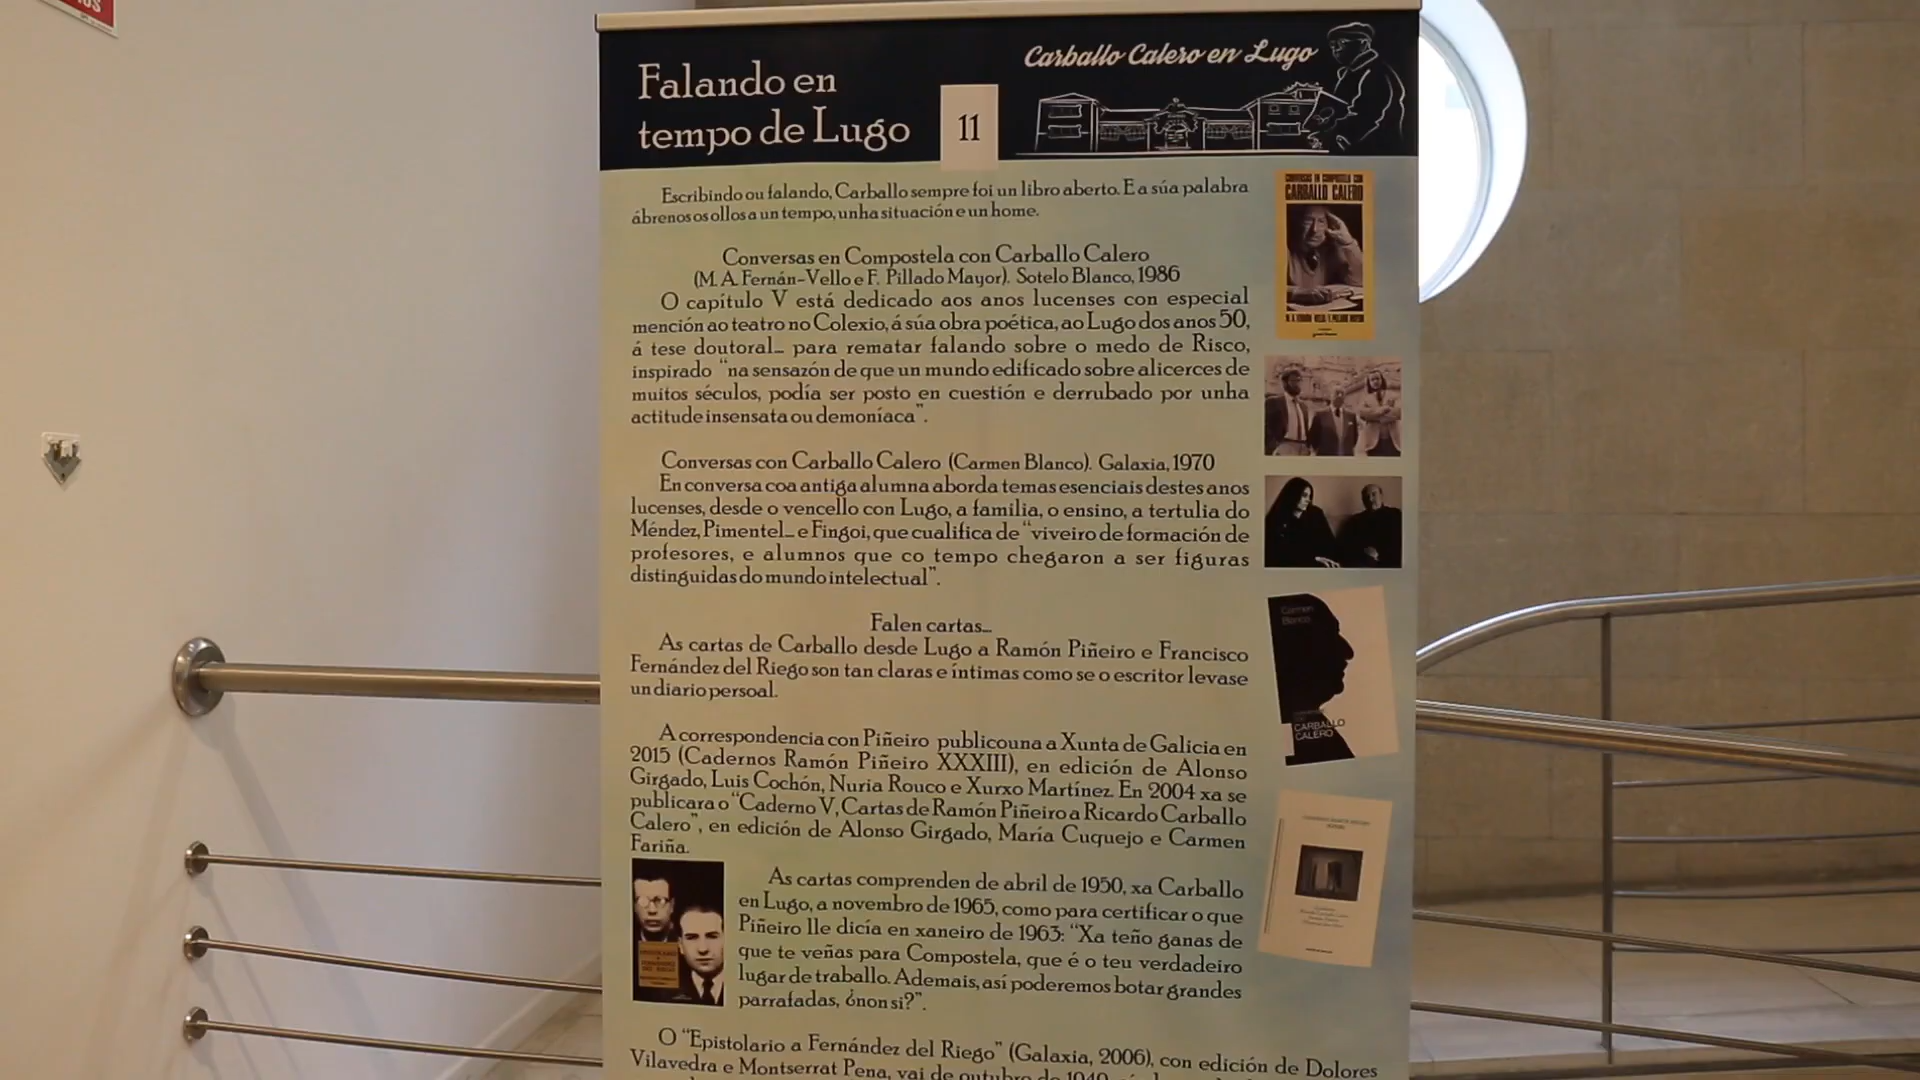 Falando en
tempo de Lugo
11
Carballo Calero en Lugo
Escribindo ou falando, Carballo sempre foi un libro aberto. E a súa palabra
ábrenos os ollos a un tempo, unha situación e un home.
Conversas en Compostela con Carballo Calero
(M. A. Fernán-Vello e F. Pillado Mayor). Sotelo Blanco, 1986
O capítulo V está dedicado aos anos lucenses con especial
mención ao teatro no Colexio, á súa obra poética, ao Lugo dos anos 50,
á tese doutoral... para rematar falando sobre o medo de Risco,
inspirado “na sensazón de que un mundo edificado sobre alicerces de
muitos séculos, podía ser posto en cuestión e derrubado por unha
actitude insensata ou demoníaca”.
Conversas con Carballo Calero (Carmen Blanco). Galaxia, 1970
En conversa coa antiga alumna aborda temas esenciais destes anos
lucenses, desde o vencello con Lugo, a familia, o ensino, a tertulia do
Méndez, Pimentel... e Fingoi, que cualifica de “viveiro de formación de
profesores, e alumnos que co tempo chegaron a ser figuras
distinguidas do mundo intelectual”.
Falen cartas...
As cartas de Carballo desde Lugo a Ramón Piñeiro e Francisco
Fernández del Riego son tan claras e íntimas como se o escritor levase
un diario persoal.
A correspondencia con Piñeiro publicouna a Xunta de Galicia en
2015 (Cadernos Ramón Piñeiro XXXIII), en edición de Alonso
Girgado, Luis Cochón, Nuria Rouco e Xurxo Martínez. En 2004 xa se
publicara o “Caderno V, Cartas de Ramón Piñeiro a Ricardo Carballo
Calero”, en edición de Alonso Girgado, María Cuquejo e Carmen
Fariña.
As cartas comprenden de abril de 1950, xa Carballo
en Lugo, a novembro de 1965, como para certificar o que
Piñeiro lle dicía en xaneiro de 1963: “Xa teño ganas de
que te veñas para Compostela, que é o teu verdadeiro
lugar de traballo. Ademais, así poderemos botar grandes
parrafadas, ¿non si?”.
O “Epistolario a Fernández del Riego” (Galaxia, 2006), con edición de Dolores
Vilavedra e Montserrat Pena, vai de outubro de 1949
CONVERSAS EN COMPOSTELA CON
CARBALLO CALERO
Carmen
Blanco
CARBALLO
CALERO